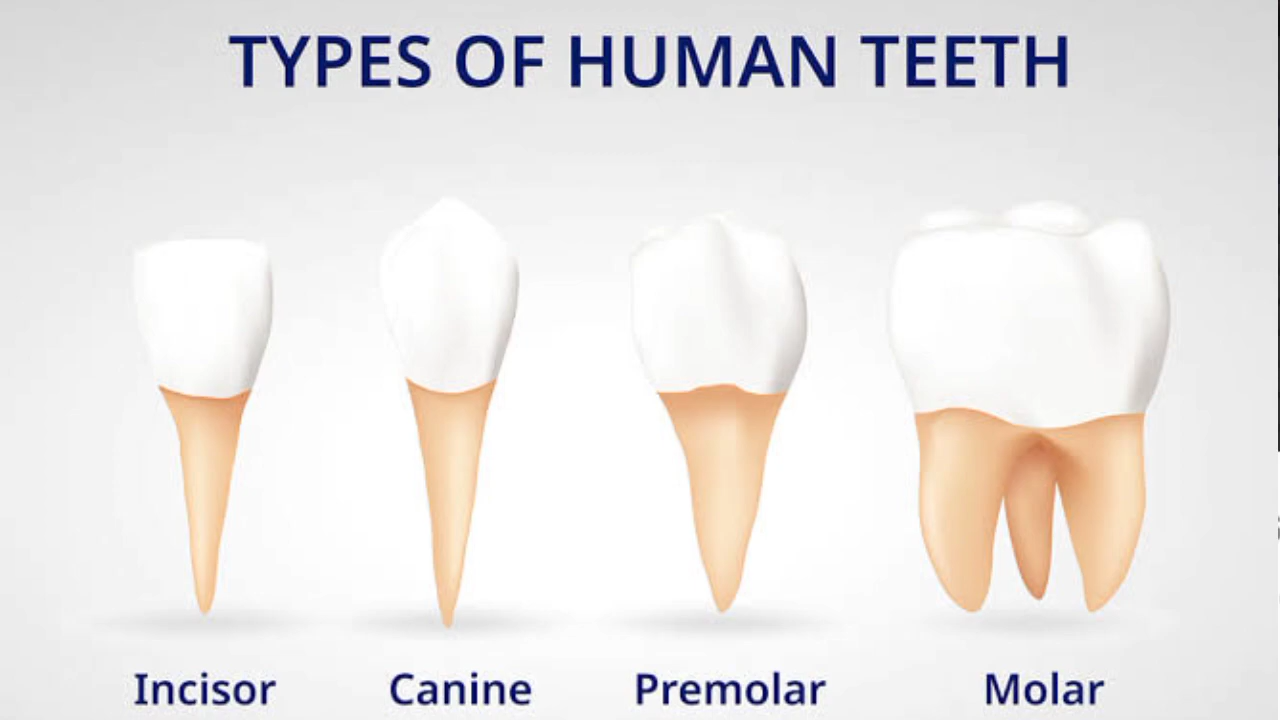 TYPES OF HUMAN TEETH
Incisor
Canine
Premolar
Molar